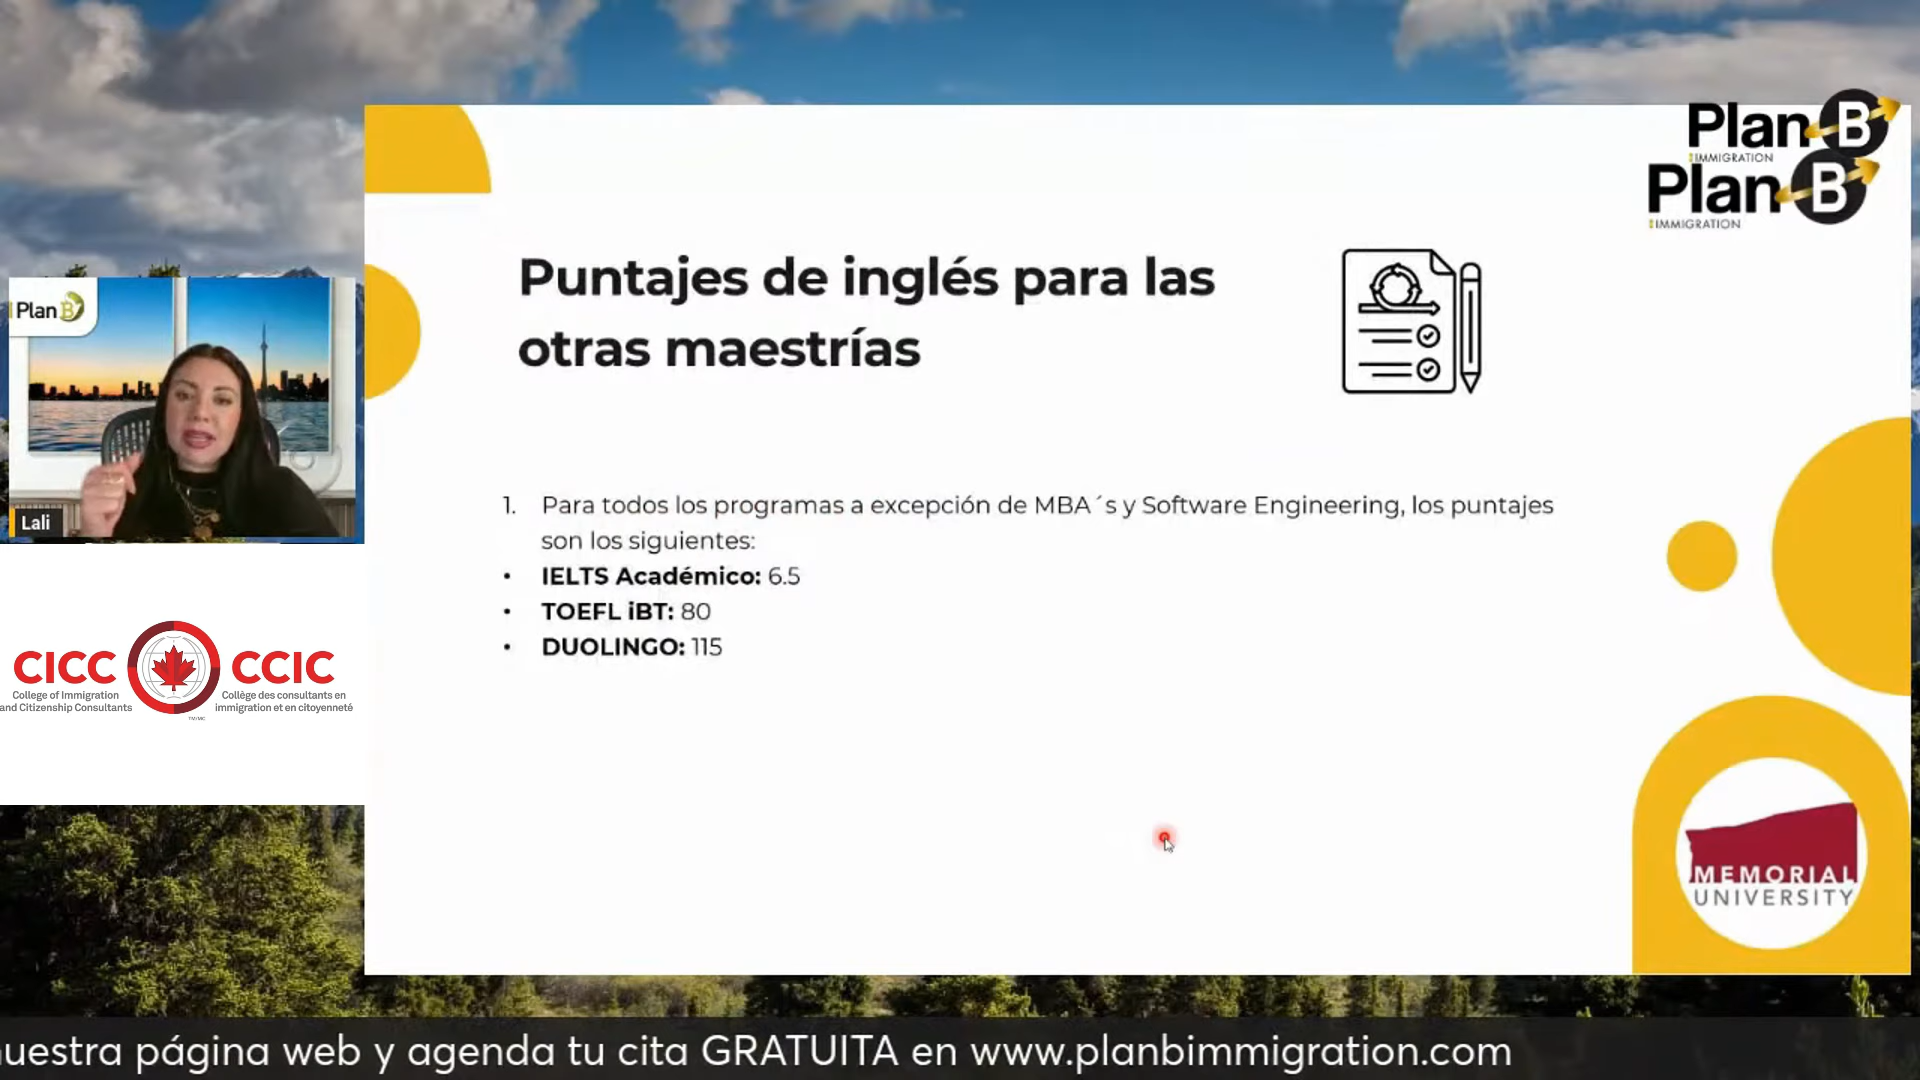 Plan B
IMMIGRATION
Plan B
IMMIGRATION
Puntajes de inglés para las
otras maestrías
Plan B
Lali
1. Para todos los programas a excepción de MBA´s y Software Engineering, los puntajes
son los siguientes:
• IELTS Académico: 6.5
• TOEFL iBT: 80
• DUOLINGO: 115
CICC CCIC
College of Immigration
and Citizenship Consultants
Collège des consultants en
immigration et en citoyenneté
TM/MC
MEMORIAL
UNIVERSITY
nuestra página web y agenda tu cita GRATUITA en www.planbimmigration.com